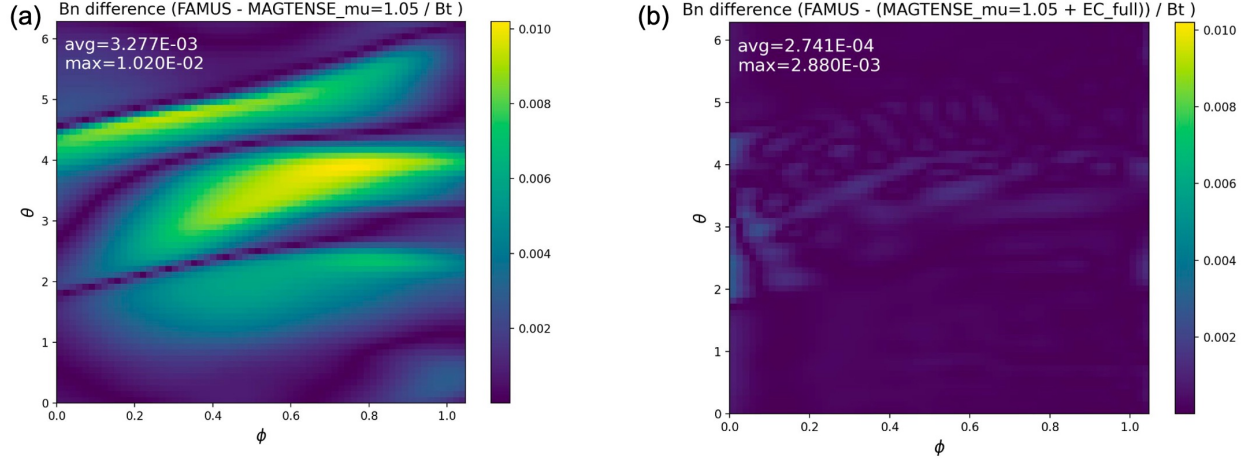 (a)
Bn difference (FAMUS - MAGTENSE_mu=1.05 / Bt )
avg=3.277E-03
max=1.020E-02
6
5
4
3
2
1
0
θ
0.0 0.2 0.4 0.6 0.8 1.0
ϕ
0.010
0.008
0.006
0.004
0.002
(b)
Bn difference (FAMUS - (MAGTENSE_mu=1.05 + EC_full)) / Bt )
avg=2.741E-04
max=2.880E-03
6
5
4
3
2
1
0
θ
0.0 0.2 0.4 0.6 0.8 1.0
ϕ
0.010
0.008
0.006
0.004
0.002